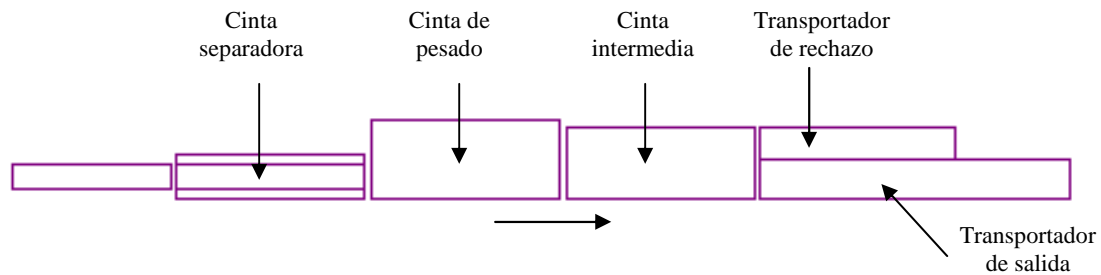 Cinta
separadora
Cinta de
pesado
Cinta
intermedia
Transportador
de rechazo
Transportador
de salida